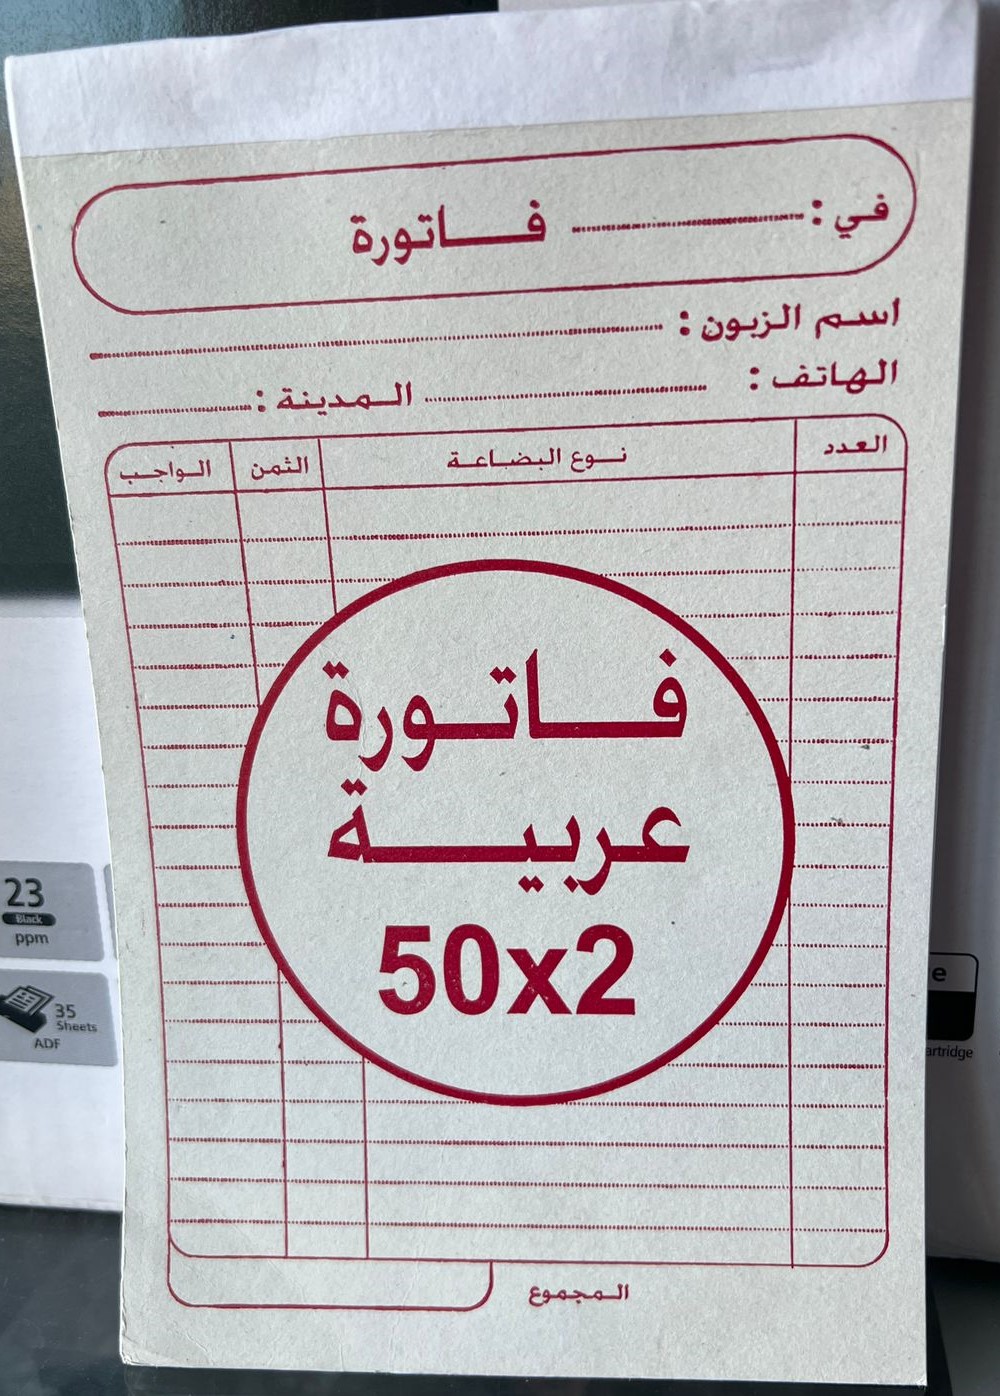 في : فاتورة
اسم الزبون :
الهاتف : المدينة :
العدد نوع البضاعة الثمن الواجب
فاتورة
عربية
50x2
المجموع
23
Black
ppm
35
Sheets
ADF
e
artridge